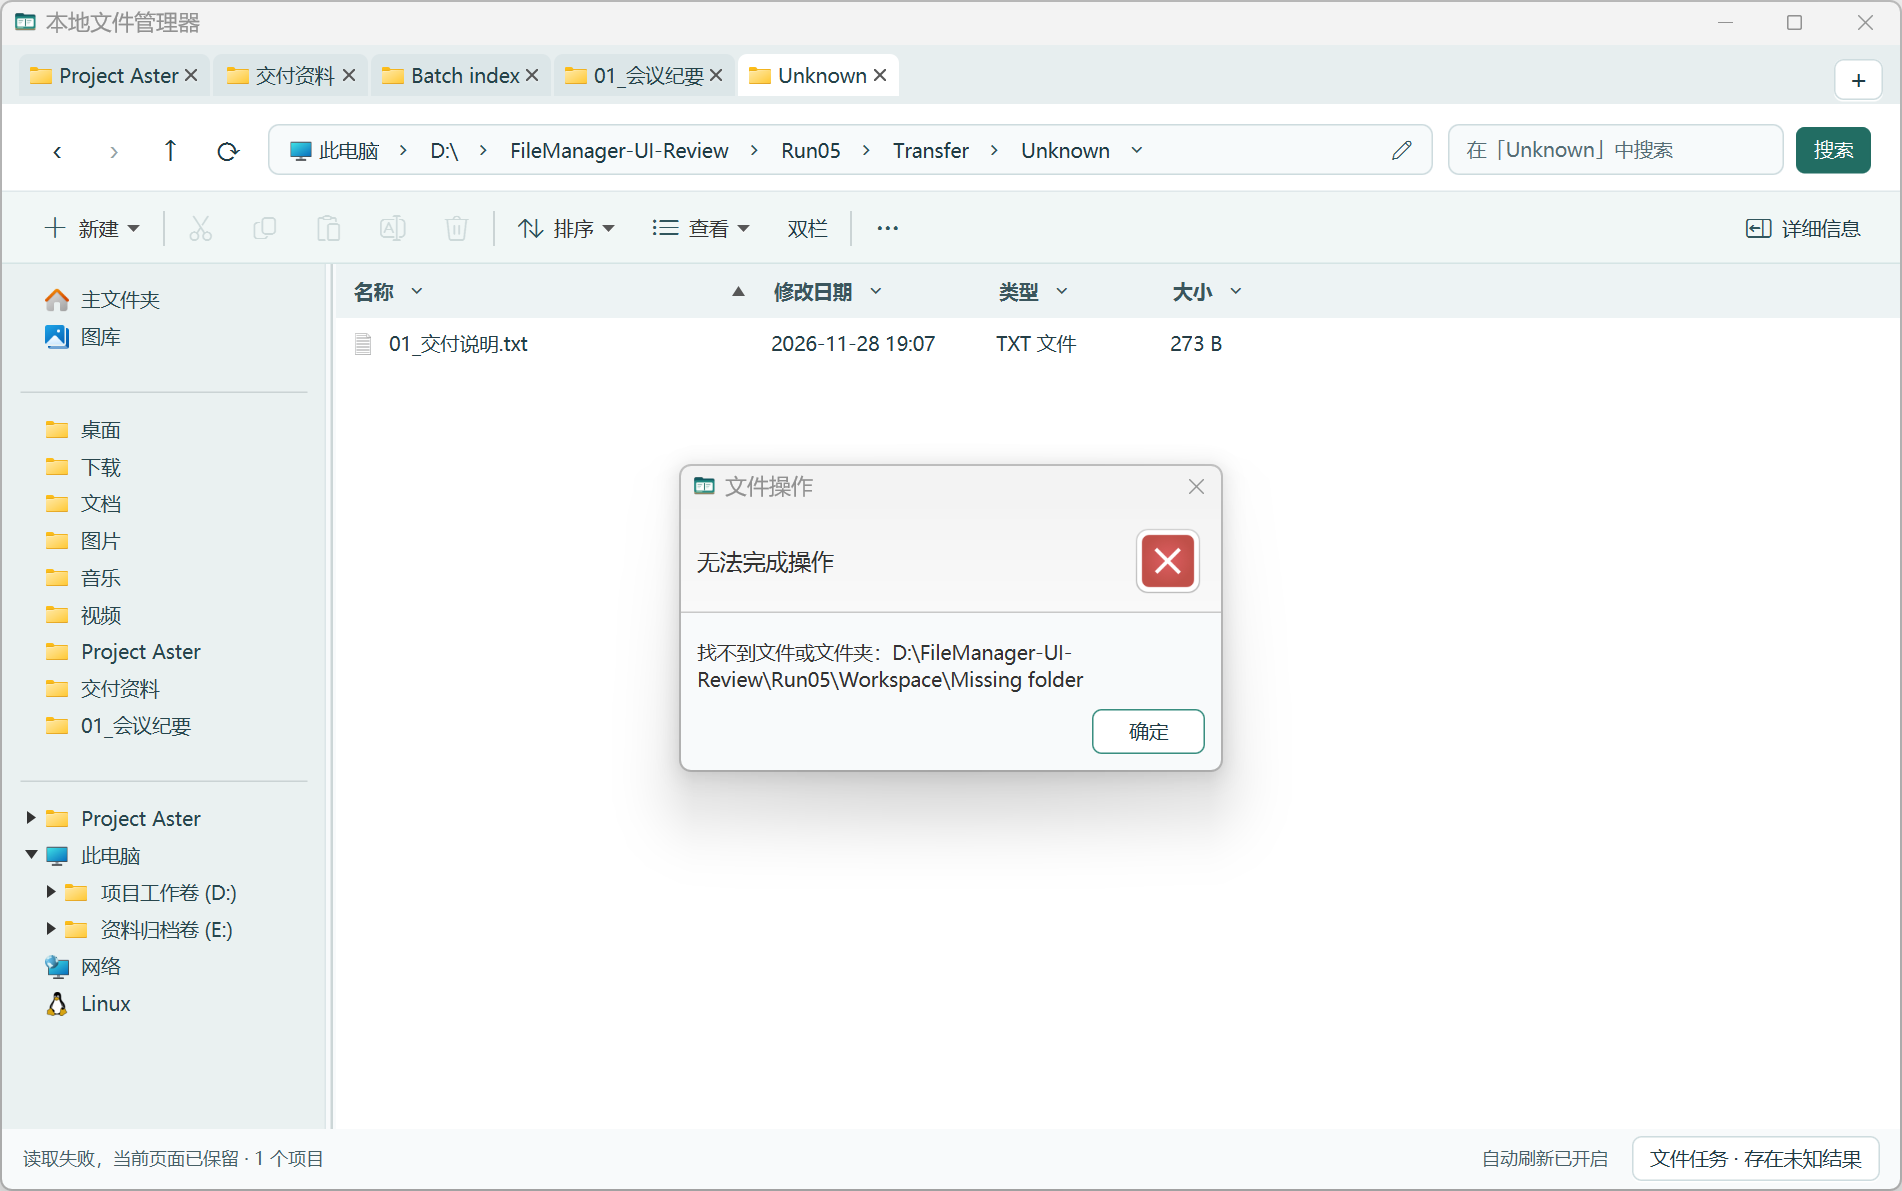 本地文件管理器
Project Aster
交付资料
Batch index
01_会议纪要
Unknown
此电脑 › D:\ › FileManager-UI-Review › Run05 › Transfer › Unknown
在「Unknown」中搜索
搜索
新建
排序
查看
双栏
详细信息
主文件夹
图库
桌面
下载
文档
图片
音乐
视频
Project Aster
交付资料
01_会议纪要
Project Aster
此电脑
项目工作卷 (D:)
资料归档卷 (E:)
网络
Linux
名称 修改日期 类型 大小
01_交付说明.txt 2026-11-28 19:07 TXT 文件 273 B
文件操作
无法完成操作
找不到文件或文件夹：D:\FileManager-UI-
Review\Run05\Workspace\Missing folder
确定
读取失败，当前页面已保留 · 1 个项目
自动刷新已开启
文件任务 · 存在未知结果